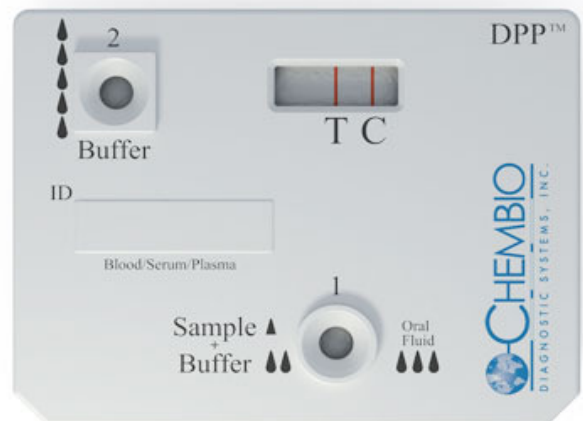 2
DPP™
T C
Buffer
ID
Blood/Serum/Plasma
1
Sample
+
Buffer
Oral
Fluid
CHEMBIO
DIAGNOSTIC SYSTEMS, INC.